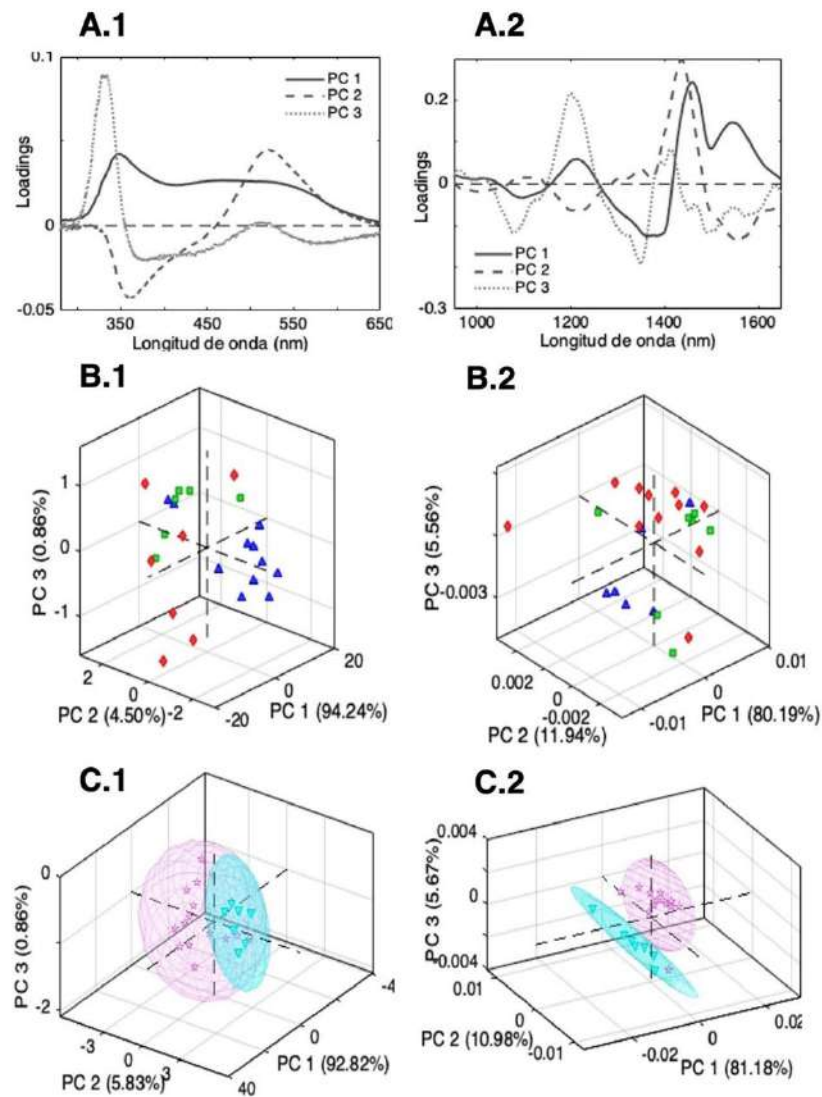 A.1
A.2
0.1
0
-0.05
Loadings
PC 1
PC 2
PC 3
350
450
550
650
Longitud de onda (nm)
0.2
0
-0.3
Loadings
PC 1
PC 2
PC 3
1000
1200
1400
1600
Longitud de onda (nm)
B.1
B.2
1
0
-1
PC 3 (0.86%)
2
0
-2
PC 2 (4.50%)
-20
0
20
PC 1 (94.24%)
-0.003
PC 3 (5.56%)
0.002
0
-0.002
PC 2 (11.94%)
-0.01
0
0.01
PC 1 (80.19%)
C.1
C.2
0
-2
PC 3 (0.86%)
-3
0
3
PC 2 (5.83%)
40
0
-4
PC 1 (92.82%)
0.004
0
-0.004
PC 3 (5.67%)
0.01
0
-0.01
PC 2 (10.98%)
-0.02
0
0.02
PC 1 (81.18%)